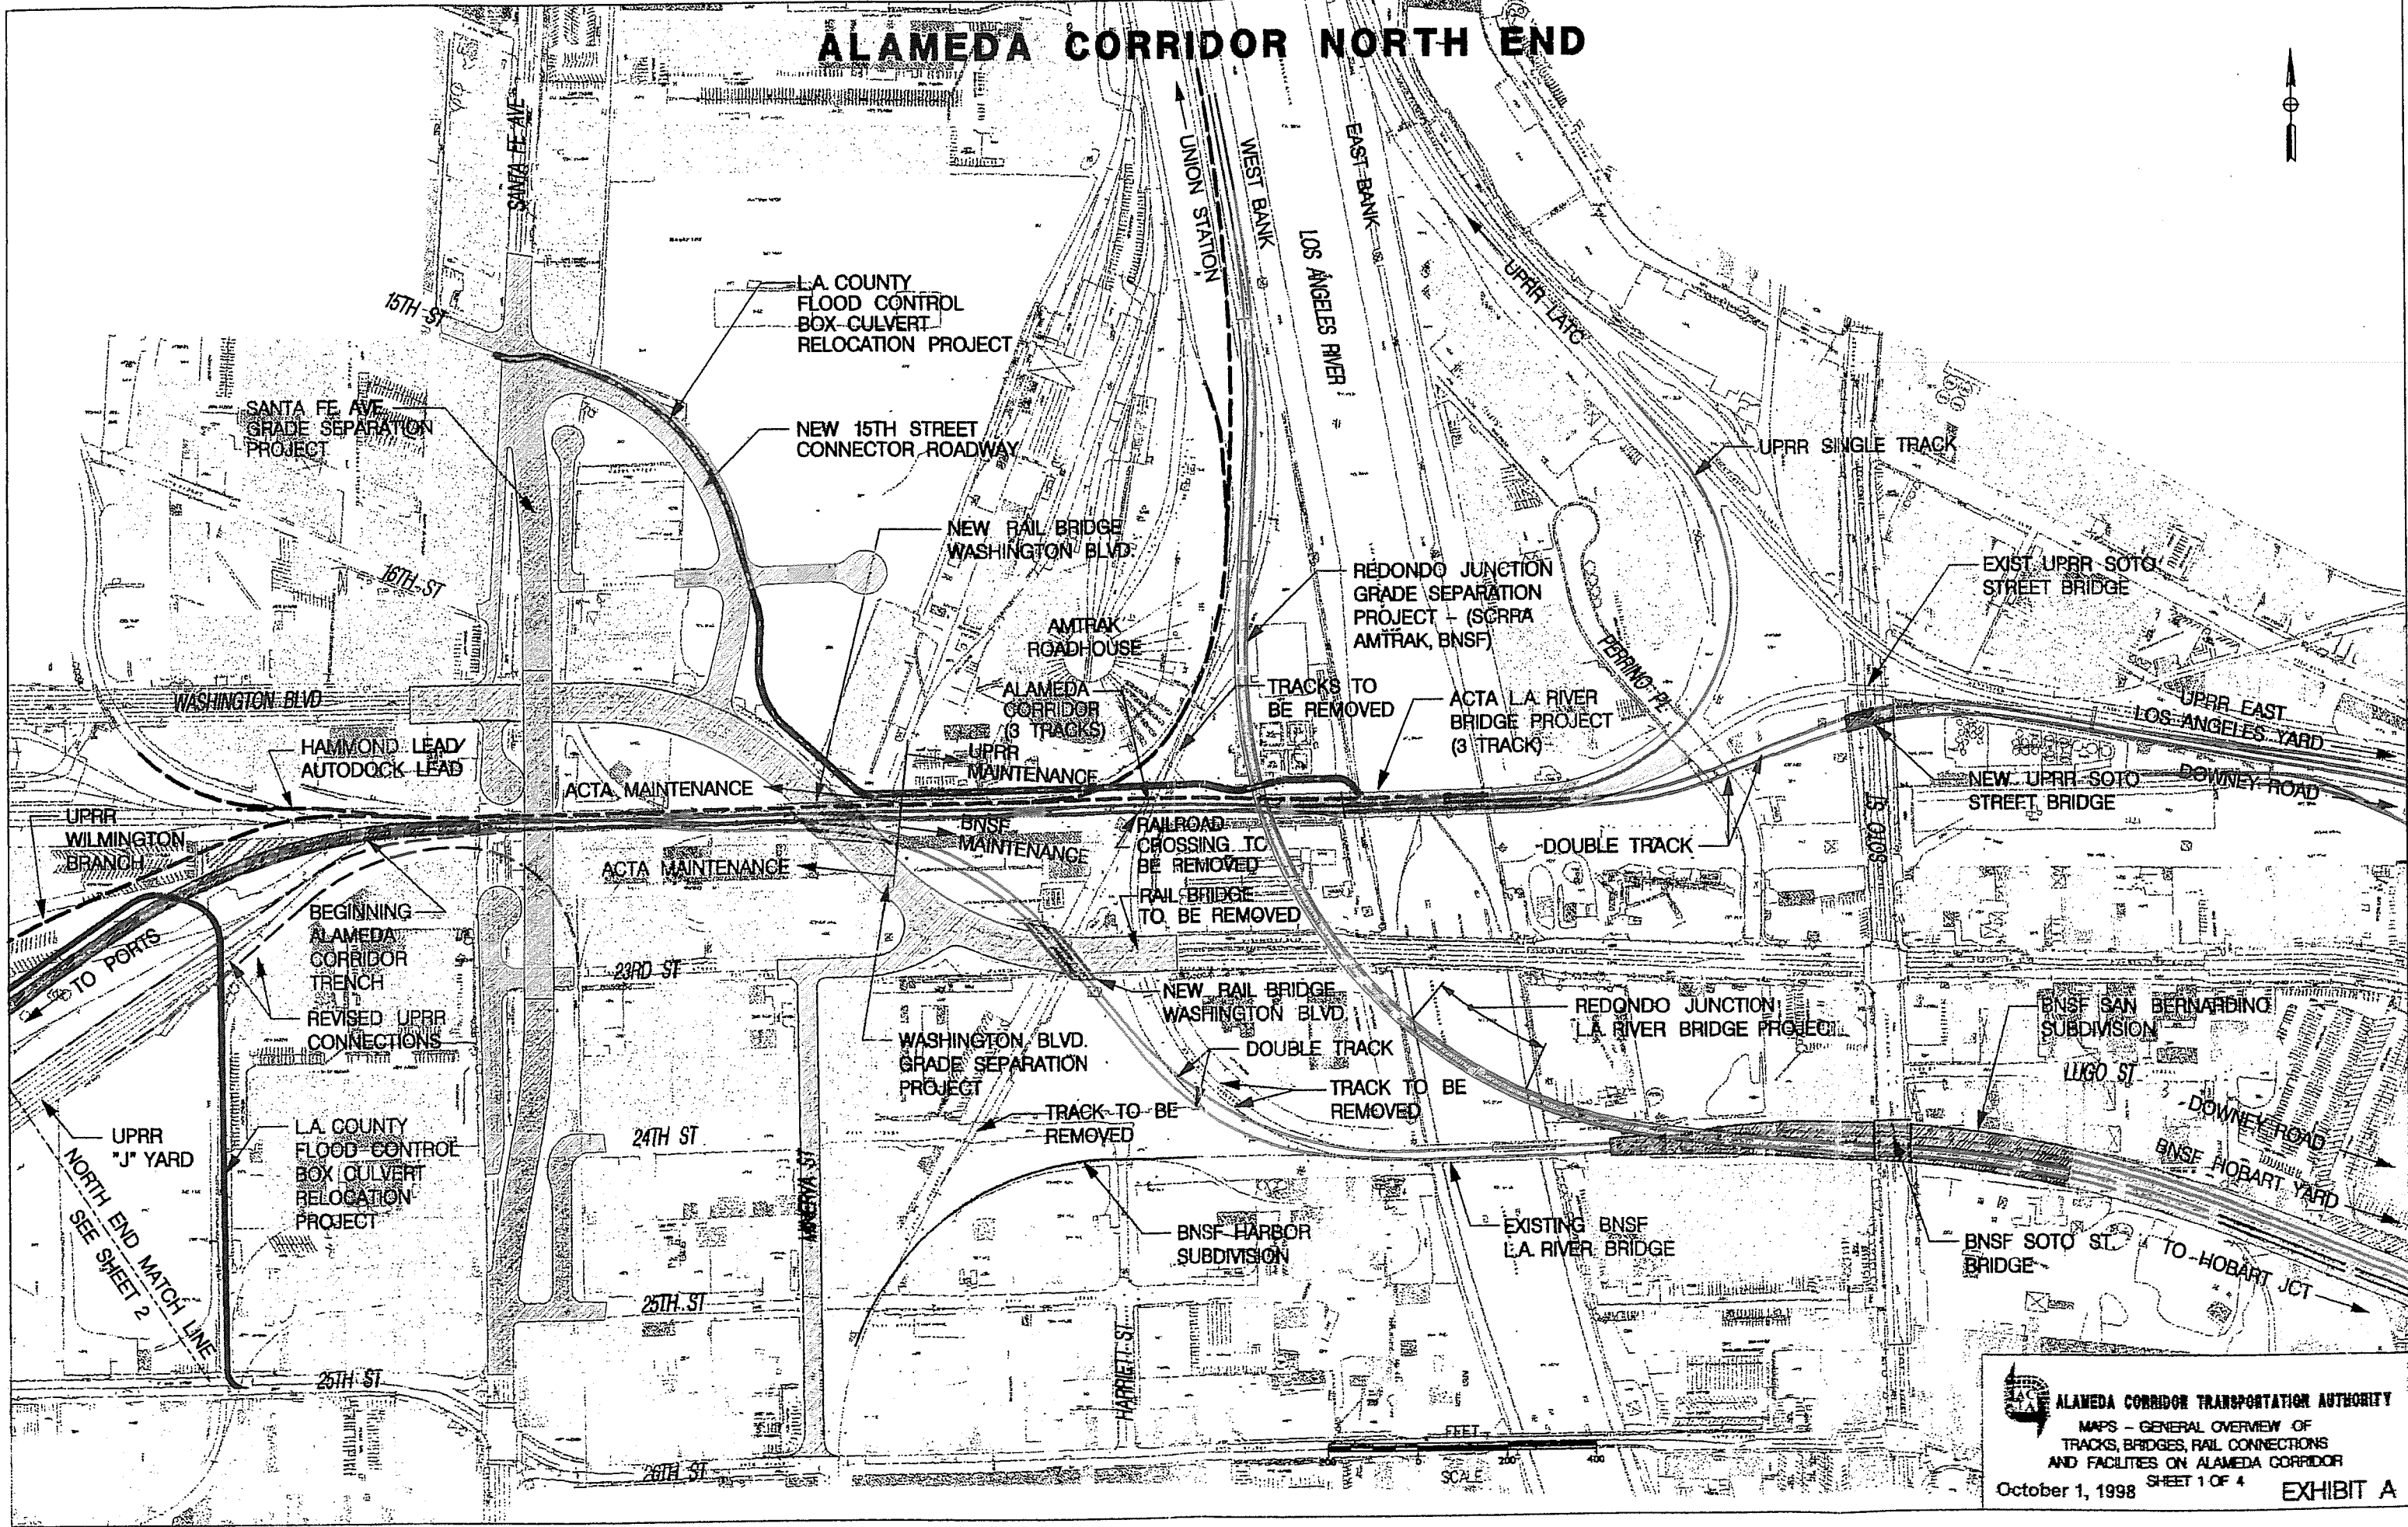 ALAMEDA CORRIDOR NORTH END
SANTA FE AVE
UNION STATION
WEST BANK
EAST BANK
LOS ANGELES RIVER
UPRR LATC
15TH ST
L.A. COUNTY
FLOOD CONTROL
BOX CULVERT
RELOCATION PROJECT
SANTA FE AVE
GRADE SEPARATION
PROJECT
NEW 15TH STREET
CONNECTOR ROADWAY
UPRR SINGLE TRACK
16TH ST
NEW RAIL BRIDGE
WASHINGTON BLVD.
REDONDO JUNCTION
GRADE SEPARATION
PROJECT - (SCRRA
AMTRAK, BNSF)
EXIST UPRR SOTO
STREET BRIDGE
AMTRAK
ROADHOUSE
PERRINO PL
WASHINGTON BLVD
ALAMEDA
CORRIDOR
(3 TRACKS)
TRACKS TO
BE REMOVED
ACTA L.A. RIVER
BRIDGE PROJECT
(3 TRACK)
UPRR EAST
LOS ANGELES YARD
HAMMOND LEAD/
AUTODOCK LEAD
UPRR
MAINTENANCE
ACTA MAINTENANCE
NEW UPRR SOTO
STREET BRIDGE
DOWNEY ROAD
UPRR
WILMINGTON
BRANCH
BNSF
MAINTENANCE
RAILROAD
CROSSING TO
BE REMOVED
DOUBLE TRACK
SOTO ST
ACTA MAINTENANCE
RAIL BRIDGE
TO BE REMOVED
BEGINNING
ALAMEDA
CORRIDOR
TRENCH
TO PORTS
23RD ST
REVISED UPRR
CONNECTIONS
NEW RAIL BRIDGE
WASHINGTON BLVD.
REDONDO JUNCTION
L.A. RIVER BRIDGE PROJECT
BNSF SAN BERNARDINO
SUBDIVISION
WASHINGTON BLVD.
GRADE SEPARATION
PROJECT
DOUBLE TRACK
TRACK TO BE
REMOVED
LUGO ST
TRACK TO BE
REMOVED
DOWNEY ROAD
BNSF HOBART YARD
UPRR
"J" YARD
L.A. COUNTY
FLOOD CONTROL
BOX CULVERT
RELOCATION
PROJECT
24TH ST
MINERVA ST
NORTH END MATCH LINE
SEE SHEET 2
BNSF HARBOR
SUBDIVISION
EXISTING BNSF
L.A. RIVER BRIDGE
BNSF SOTO ST.
BRIDGE
TO HOBART JCT
25TH ST
HARRIETT ST
25TH ST
26TH ST
FEET
200 0 200 400
SCALE
ACTA
ALAMEDA CORRIDOR TRANSPORTATION AUTHORITY
MAPS - GENERAL OVERVIEW OF
TRACKS, BRIDGES, RAIL CONNECTIONS
AND FACILITIES ON ALAMEDA CORRIDOR
SHEET 1 OF 4
October 1, 1998
EXHIBIT A